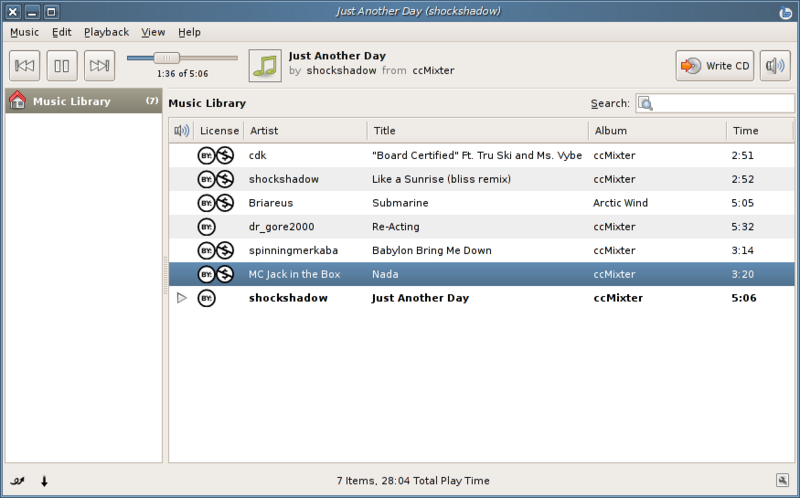 Just Another Day (shockshadow)
Music Edit Playback View Help
Just Another Day
by shockshadow from ccMixter
1:36 of 5:06
Write CD
Music Library (7)
Music Library
Search:
License Artist Title Album Time
BY: $ cdk "Board Certified" Ft. Tru Ski and Ms. Vybe ccMixter 2:51
BY: $ shockshadow Like a Sunrise (bliss remix) ccMixter 2:52
BY: $ Briareus Submarine Arctic Wind 5:05
BY: dr_gore2000 Re-Acting ccMixter 5:32
BY: $ spinningmerkaba Babylon Bring Me Down ccMixter 3:14
BY: $ MC Jack in the Box Nada ccMixter 3:20
BY: shockshadow Just Another Day ccMixter 5:06
7 Items, 28:04 Total Play Time